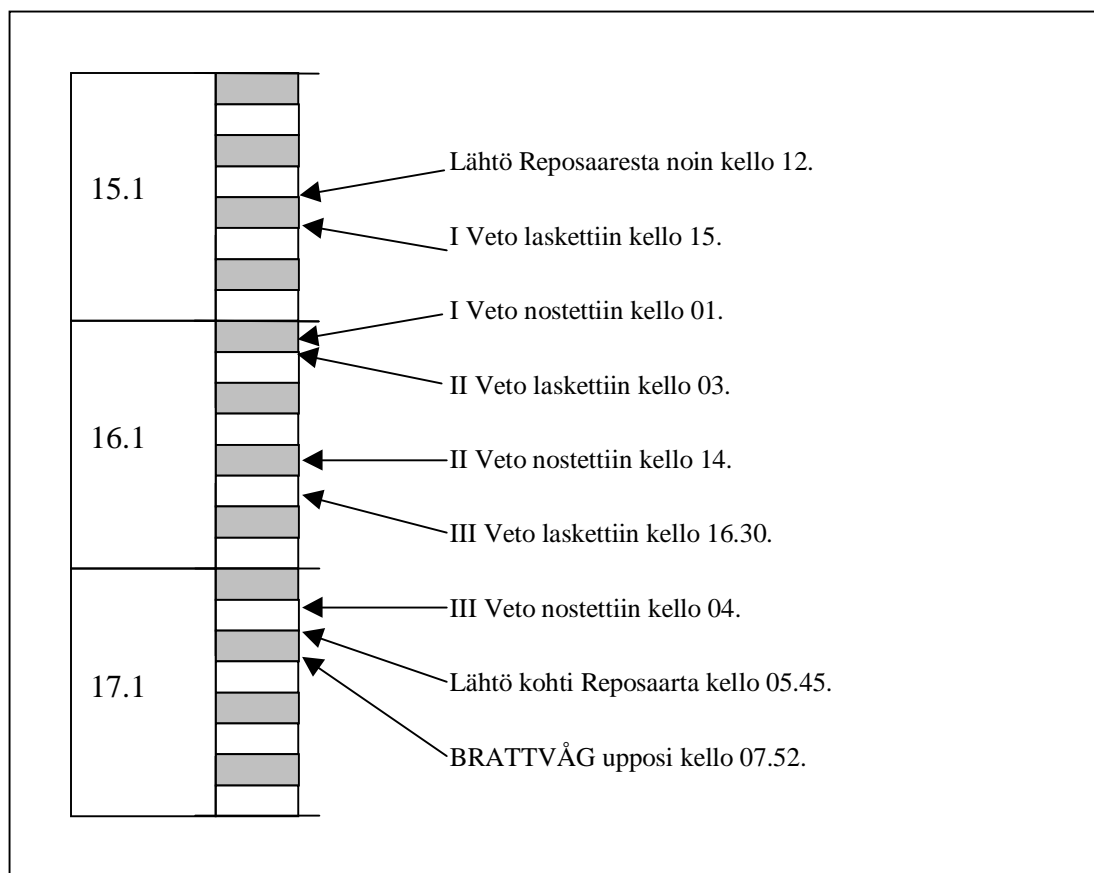 15.1
Lähtö Reposaaresta noin kello 12.
I Veto laskettiin kello 15.
I Veto nostettiin kello 01.
II Veto laskettiin kello 03.
16.1
II Veto nostettiin kello 14.
III Veto laskettiin kello 16.30.
III Veto nostettiin kello 04.
17.1
Lähtö kohti Reposaarta kello 05.45.
BRATTVÅG upposi kello 07.52.